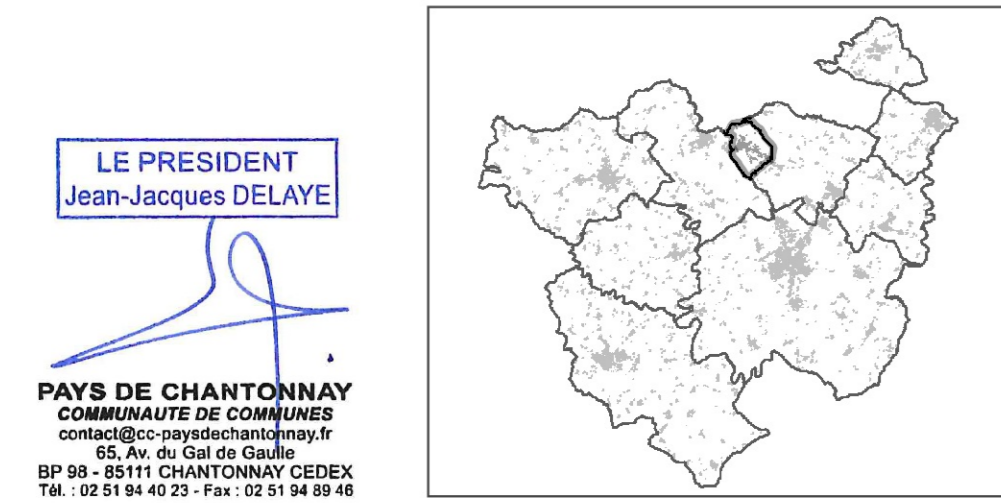 LE PRESIDENT
Jean-Jacques DELAYE
PAYS DE CHANTONNAY
COMMUNAUTE DE COMMUNES
contact@cc-paysdechantonnay.fr
65, Av. du Gal de Gaulle
BP 98 - 85111 CHANTONNAY CEDEX
Tél. : 02 51 94 40 23 - Fax : 02 51 94 89 46